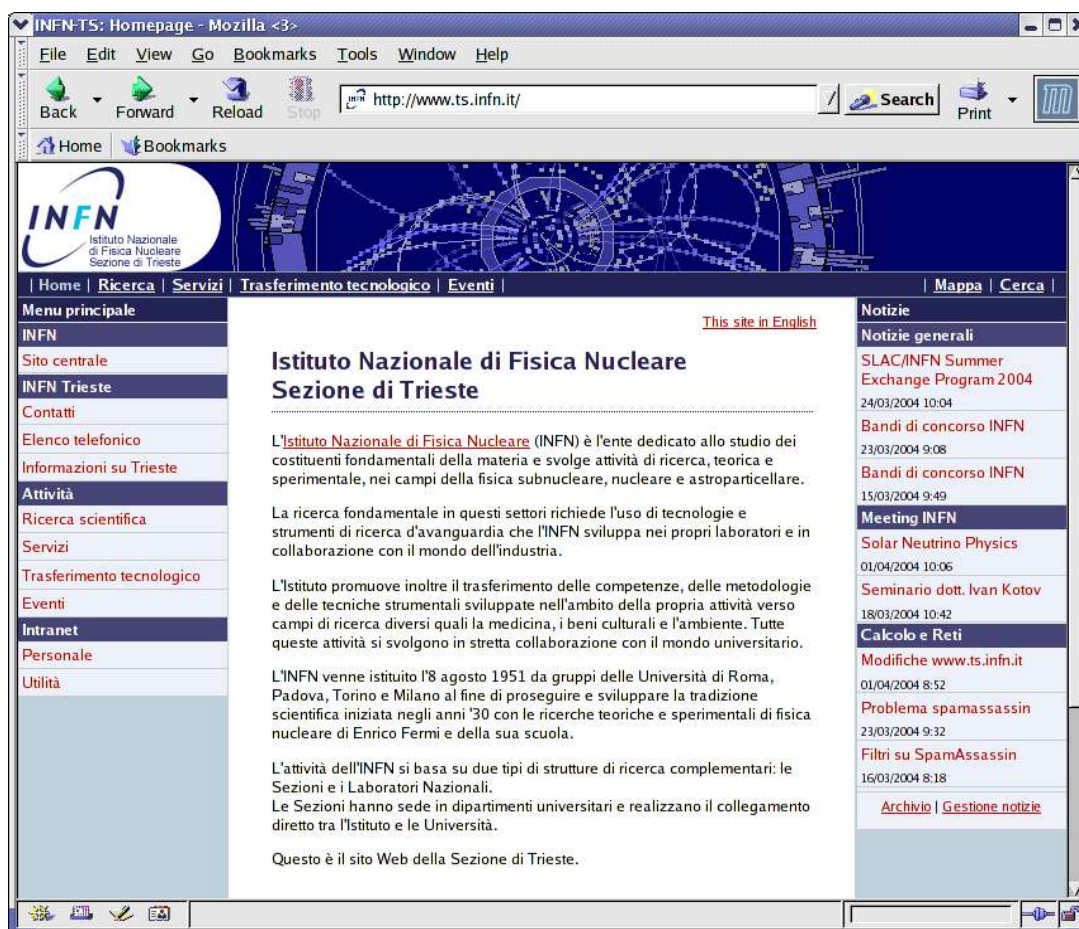 INFN-TS: Homepage - Mozilla <3>
File Edit View Go Bookmarks Tools Window Help
Back Forward Reload Stop http://www.ts.infn.it/ Search Print
Home Bookmarks
INFN
Istituto Nazionale
di Fisica Nucleare
Sezione di Trieste
| Home | Ricerca | Servizi | Trasferimento tecnologico | Eventi | | Mappa | Cerca |
Menu principale
INFN
Sito centrale
INFN Trieste
Contatti
Elenco telefonico
Informazioni su Trieste
Attività
Ricerca scientifica
Servizi
Trasferimento tecnologico
Eventi
Intranet
Personale
Utilità
This site in English
Istituto Nazionale di Fisica Nucleare
Sezione di Trieste
L'Istituto Nazionale di Fisica Nucleare (INFN) è l'ente dedicato allo studio dei
costituenti fondamentali della materia e svolge attività di ricerca, teorica e
sperimentale, nei campi della fisica subnucleare, nucleare e astroparticellare.
La ricerca fondamentale in questi settori richiede l'uso di tecnologie e
strumenti di ricerca d'avanguardia che l'INFN sviluppa nei propri laboratori e in
collaborazione con il mondo dell'industria.
L'Istituto promuove inoltre il trasferimento delle competenze, delle metodologie
e delle tecniche strumentali sviluppate nell'ambito della propria attività verso
campi di ricerca diversi quali la medicina, i beni culturali e l'ambiente. Tutte
queste attività si svolgono in stretta collaborazione con il mondo universitario.
L'INFN venne istituito l'8 agosto 1951 da gruppi delle Università di Roma,
Padova, Torino e Milano al fine di proseguire e sviluppare la tradizione
scientifica iniziata negli anni '30 con le ricerche teoriche e sperimentali di fisica
nucleare di Enrico Fermi e della sua scuola.
L'attività dell'INFN si basa su due tipi di strutture di ricerca complementari: le
Sezioni e i Laboratori Nazionali.
Le Sezioni hanno sede in dipartimenti universitari e realizzano il collegamento
diretto tra l'Istituto e le Università.
Questo è il sito Web della Sezione di Trieste.
Notizie
Notizie generali
SLAC/INFN Summer
Exchange Program 2004
24/03/2004 10:04
Bandi di concorso INFN
23/03/2004 9:08
Bandi di concorso INFN
15/03/2004 9:49
Meeting INFN
Solar Neutrino Physics
01/04/2004 10:06
Seminario dott. Ivan Kotov
18/03/2004 10:42
Calcolo e Reti
Modifiche www.ts.infn.it
01/04/2004 8:52
Problema spamassassin
23/03/2004 9:32
Filtri su SpamAssassin
16/03/2004 8:18
Archivio | Gestione notizie